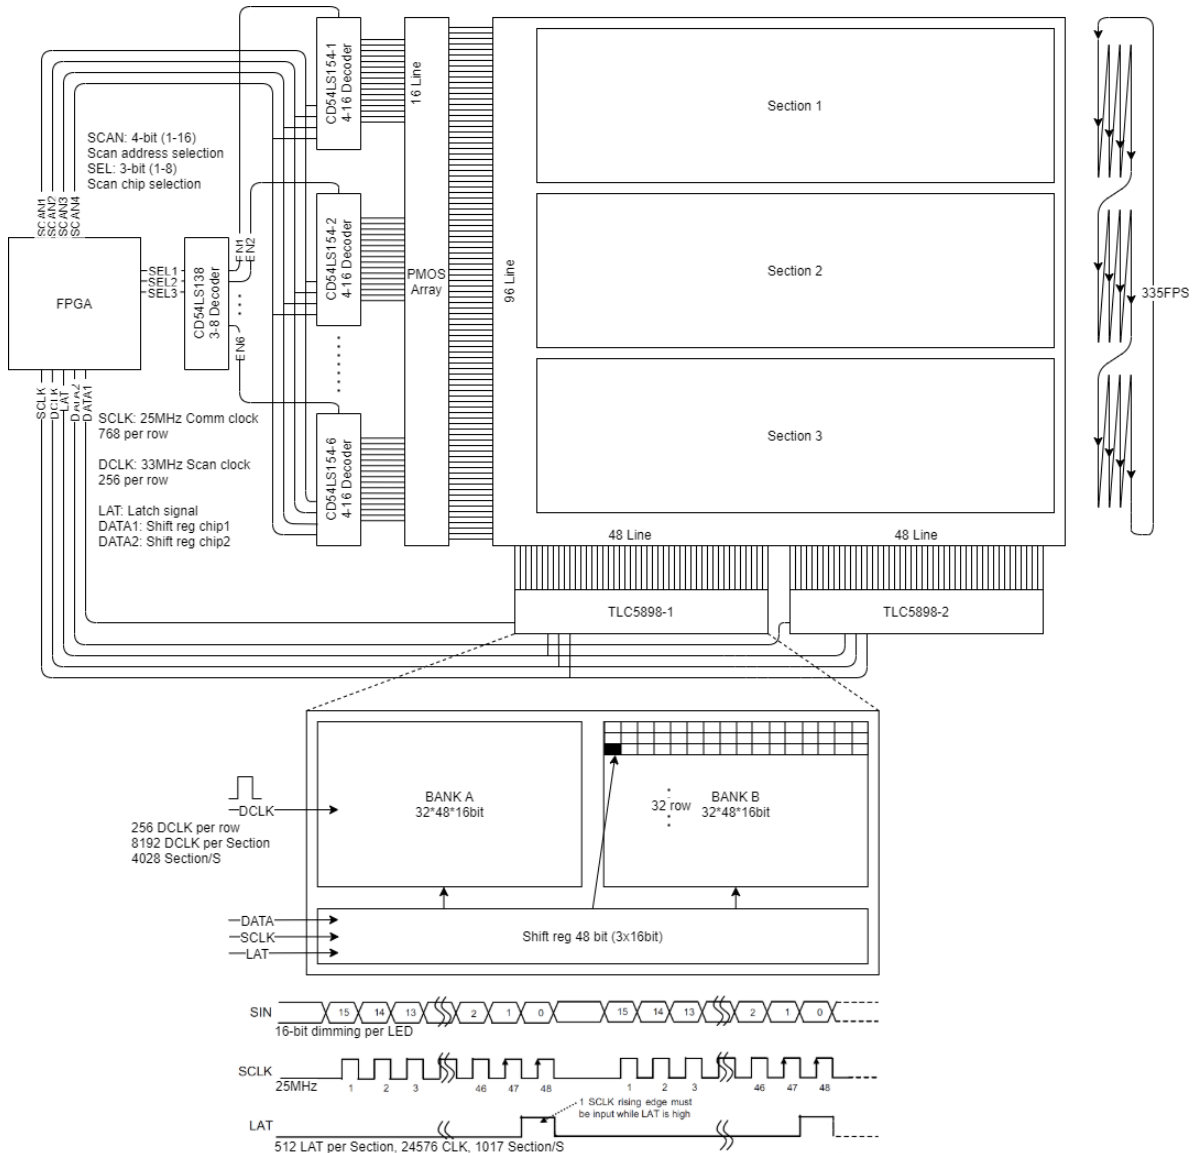 CD54LS154-1
4-16 Decoder
16 Line
Section 1
SCAN: 4-bit (1-16)
Scan address selection
SEL: 3-bit (1-8)
Scan chip selection
SCAN1
SCAN2
SCAN3
SCAN4
EN1
EN2
CD54LS154-2
4-16 Decoder
PMOS
Array
96 Line
Section 2
FPGA
SEL1
SEL2
SEL3
CD54LS138
3-8 Decoder
EN6
335FPS
SCLK
DCLK
LAT
DATA2
DATA1
SCLK: 25MHz Comm clock
768 per row
DCLK: 33MHz Scan clock
256 per row
LAT: Latch signal
DATA1: Shift reg chip1
DATA2: Shift reg chip2
CD54LS154-6
4-16 Decoder
Section 3
48 Line
48 Line
TLC5898-1
TLC5898-2
DCLK
256 DCLK per row
8192 DCLK per Section
4028 Section/S
BANK A
32*48*16bit
32 row
BANK B
32*48*16bit
DATA
SCLK
LAT
Shift reg 48 bit (3x16bit)
SIN
15 14 13 2 1 0 15 14 13 2 1 0
16-bit dimming per LED
SCLK
25MHz
1 2 3 46 47 48 1 2 3 46 47 48
1 SCLK rising edge must
be input while LAT is high
LAT
512 LAT per Section, 24576 CLK, 1017 Section/S